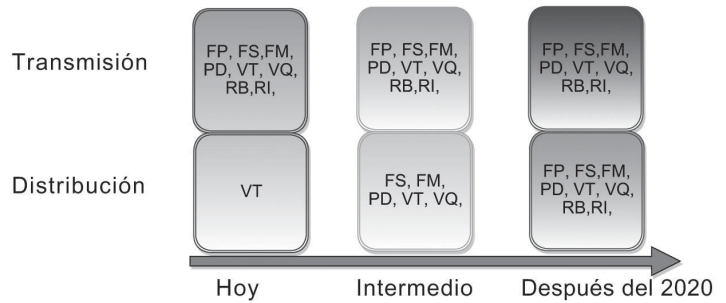 Transmisión
FP, FS,FM,
PD, VT, VQ,
RB,RI,
FP, FS,FM,
PD, VT, VQ,
RB,RI,
FP, FS,FM,
PD, VT, VQ,
RB,RI,
Distribución
VT
FS, FM,
PD, VT, VQ,
FP, FS,FM,
PD, VT, VQ,
RB,RI,
Hoy
Intermedio
Después del 2020